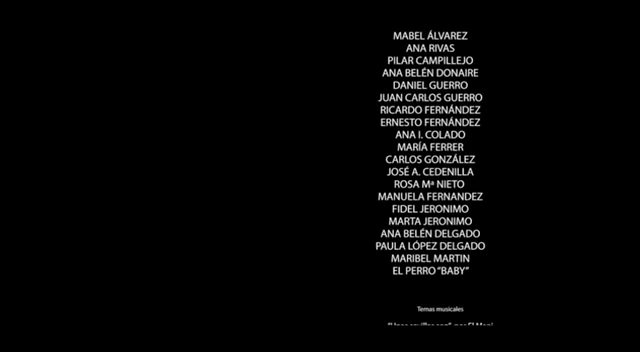 MABEL ÁLVAREZ
ANA RIVAS
PILAR CAMPILLEJO
ANA BELÉN DONAIRE
DANIEL GUERRO
JUAN CARLOS GUERRO
RICARDO FERNÁNDEZ
ERNESTO FERNÁNDEZ
ANA I. COLADO
MARÍA FERRER
CARLOS GONZÁLEZ
JOSÉ A. CEDENILLA
ROSA Mª NIETO
MANUELA FERNANDEZ
FIDEL JERONIMO
MARTA JERONIMO
ANA BELÉN DELGADO
PAULA LÓPEZ DELGADO
MARIBEL MARTIN
EL PERRO “BABY”
Temas musicales
por El